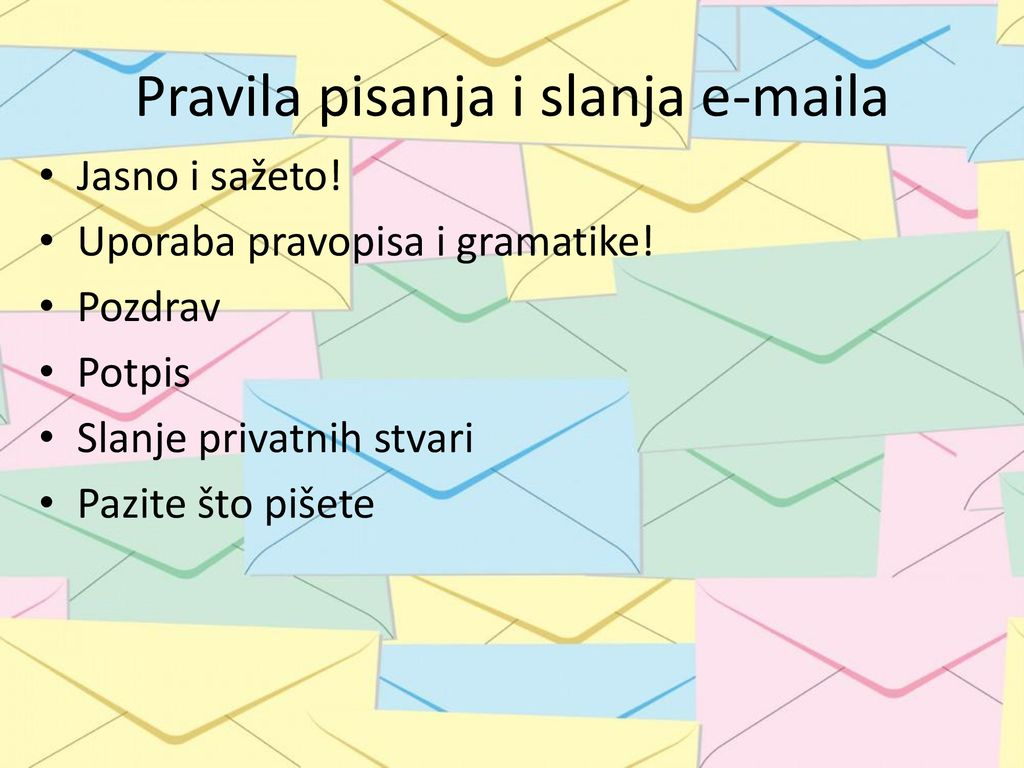 Pravila pisanja i slanja e-maila
• Jasno i sažeto!
• Uporaba pravopisa i gramatike!
• Pozdrav
• Potpis
• Slanje privatnih stvari
• Pazite što pišete